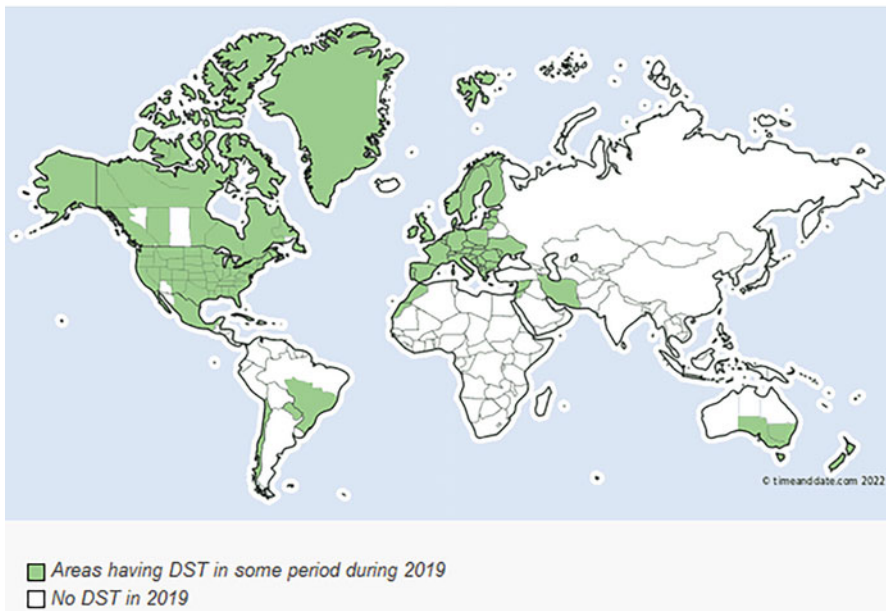 © timeanddate.com 2022
Areas having DST in some period during 2019
No DST in 2019